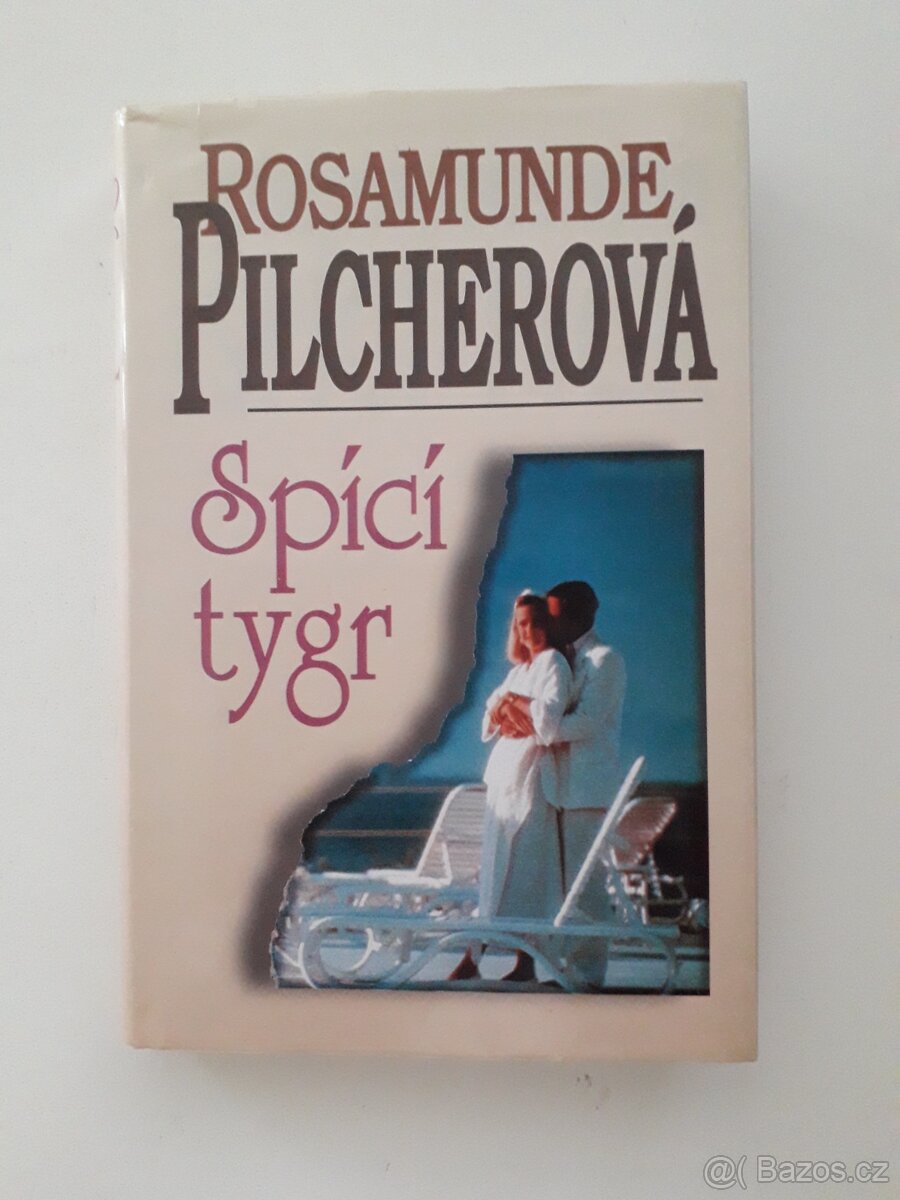 ROSAMUNDE
PILCHEROVÁ
Spící
tygr
@( Bazos.cz